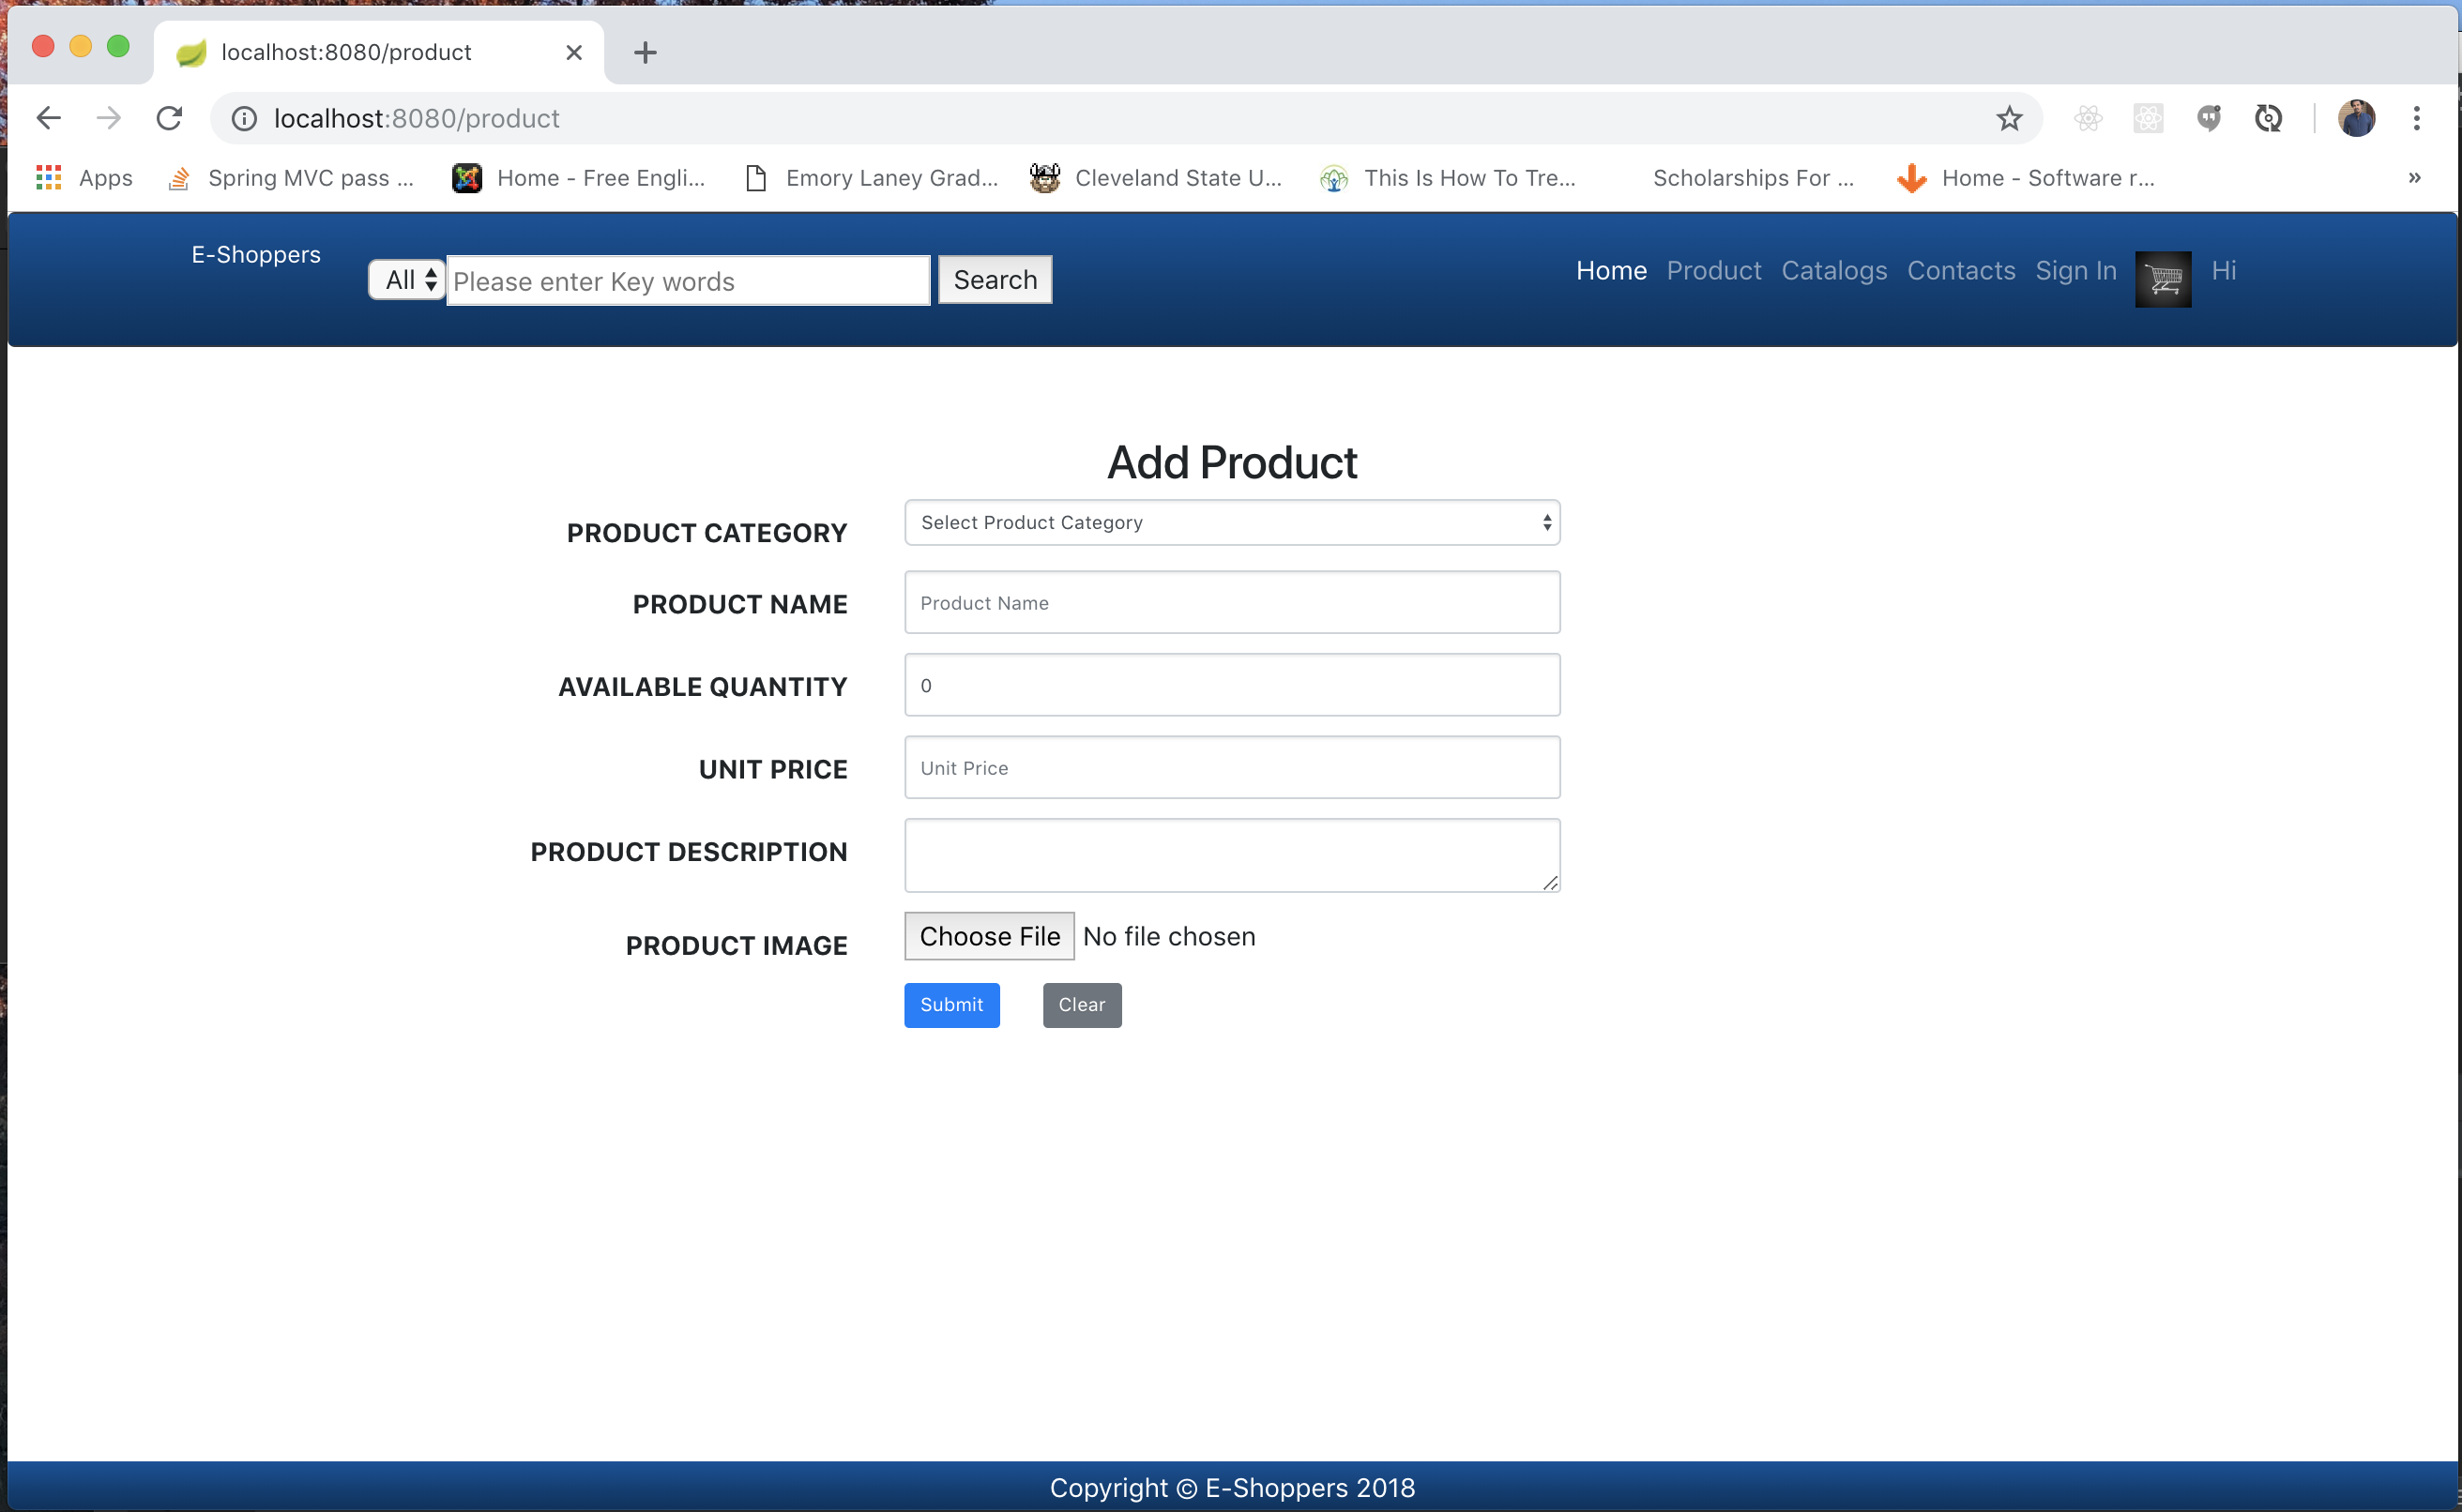 localhost:8080/product
localhost:8080/product
Apps Spring MVC pass ... Home - Free Engli... Emory Laney Grad... Cleveland State U... This Is How To Tre... Scholarships For ... Home - Software r... »
E-Shoppers All Please enter Key words Search Home Product Catalogs Contacts Sign In Hi
Add Product
PRODUCT CATEGORY Select Product Category
PRODUCT NAME Product Name
AVAILABLE QUANTITY 0
UNIT PRICE Unit Price
PRODUCT DESCRIPTION
PRODUCT IMAGE Choose File No file chosen
Submit Clear
Copyright © E-Shoppers 2018